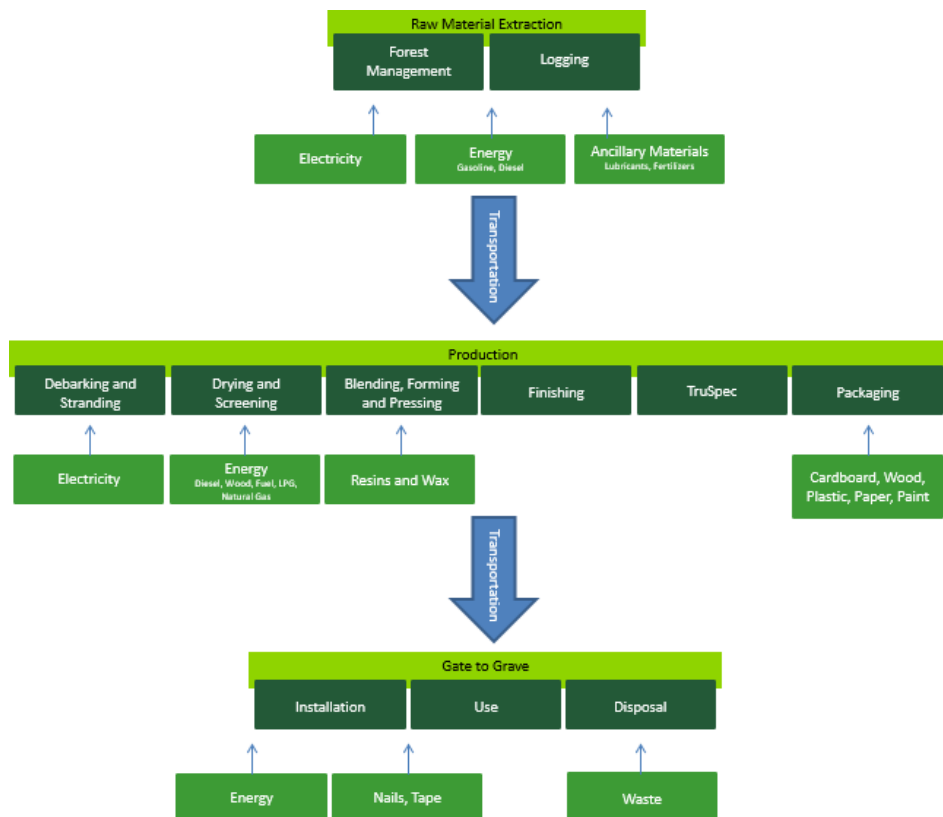 Raw Material Extraction
Forest
Management
Logging
Electricity
Energy
Gasoline, Diesel
Ancillary Materials
Lubricants, Fertilizers
Transportation
Production
Debarking and
Stranding
Drying and
Screening
Blending, Forming
and Pressing
Finishing
TruSpec
Packaging
Electricity
Energy
Diesel, Wood, Fuel, LPG,
Natural Gas
Resins and Wax
Cardboard, Wood,
Plastic, Paper, Paint
Transportation
Gate to Grave
Installation
Use
Disposal
Energy
Nails, Tape
Waste